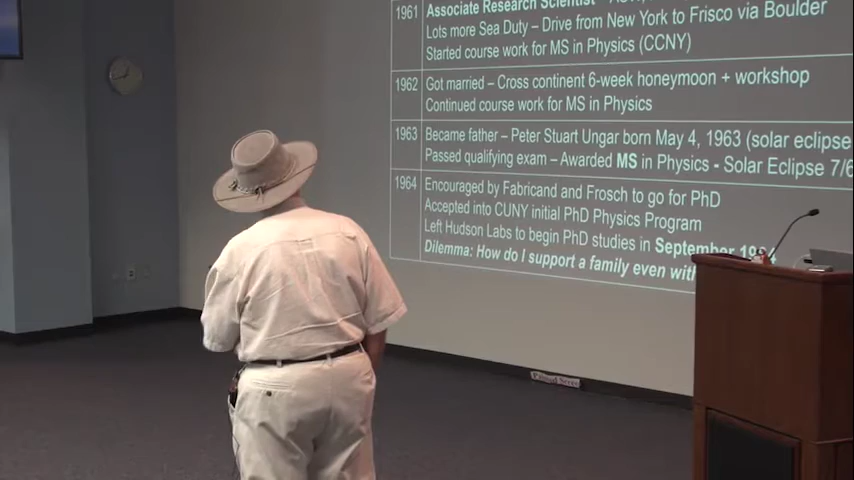 1961 Associate Research Scientist
Lots more Sea Duty – Drive from New York to Frisco via Boulder
Started course work for MS in Physics (CCNY)
1962 Got married – Cross continent 6-week honeymoon + workshop
Continued course work for MS in Physics
1963 Became father – Peter Stuart Ungar born May 4, 1963 (solar eclipse
Passed qualifying exam – Awarded MS in Physics - Solar Eclipse 7/6
1964 Encouraged by Fabricand and Frosch to go for PhD
Accepted into CUNY initial PhD Physics Program
Left Hudson Labs to begin PhD studies in September
Dilemma: How do I support a family even with